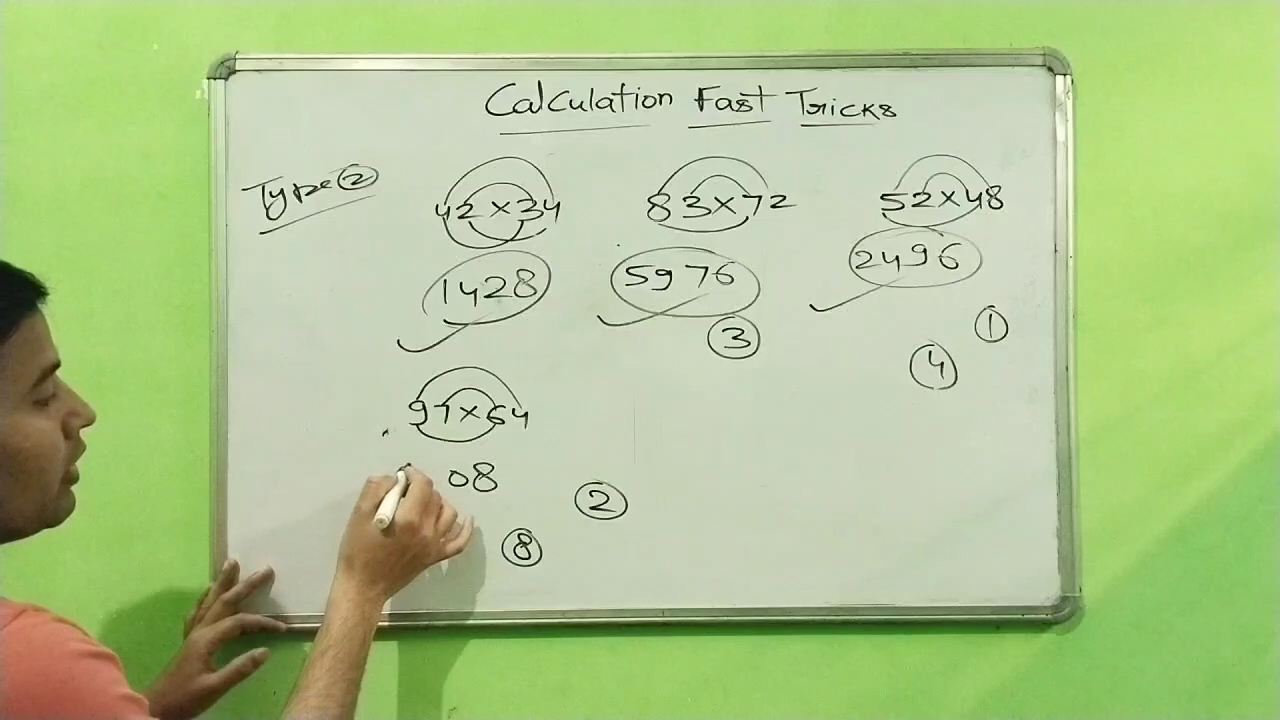 Calculation Fast Tricks
Type ②
42×34 83×72 52×48
1428 5976 2496
③ ④ ①
97×64
08 ②
⑧